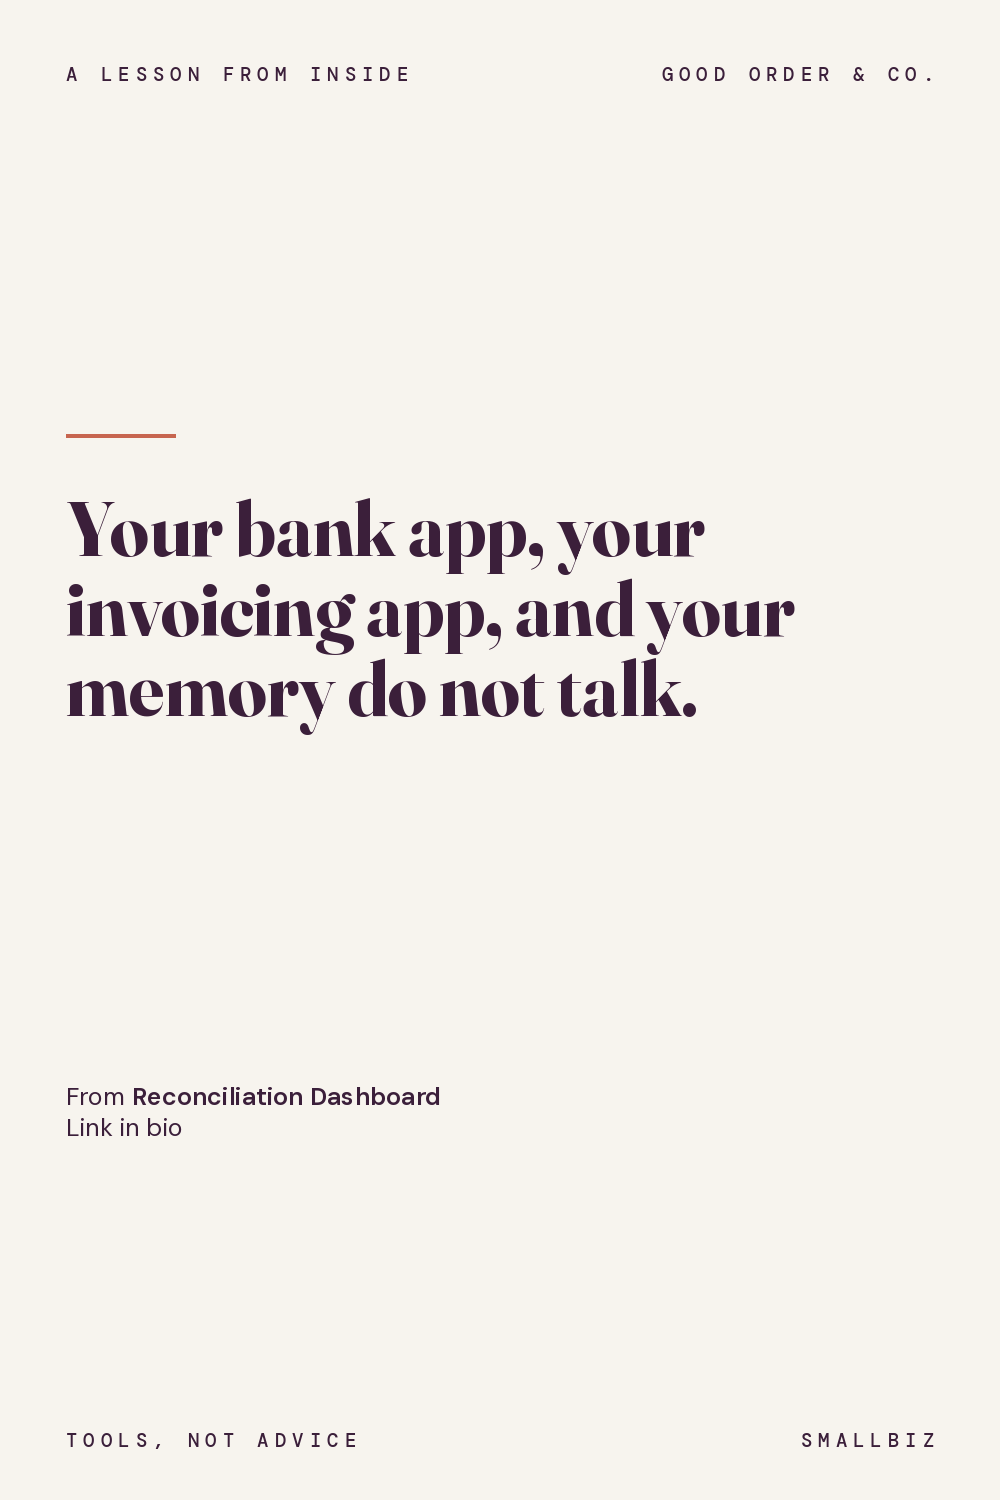 A LESSON FROM INSIDE
GOOD ORDER & CO.
Your bank app, your
invoicing app, and your
memory do not talk.
From Reconciliation Dashboard
Link in bio
TOOLS, NOT ADVICE
SMALLBIZ